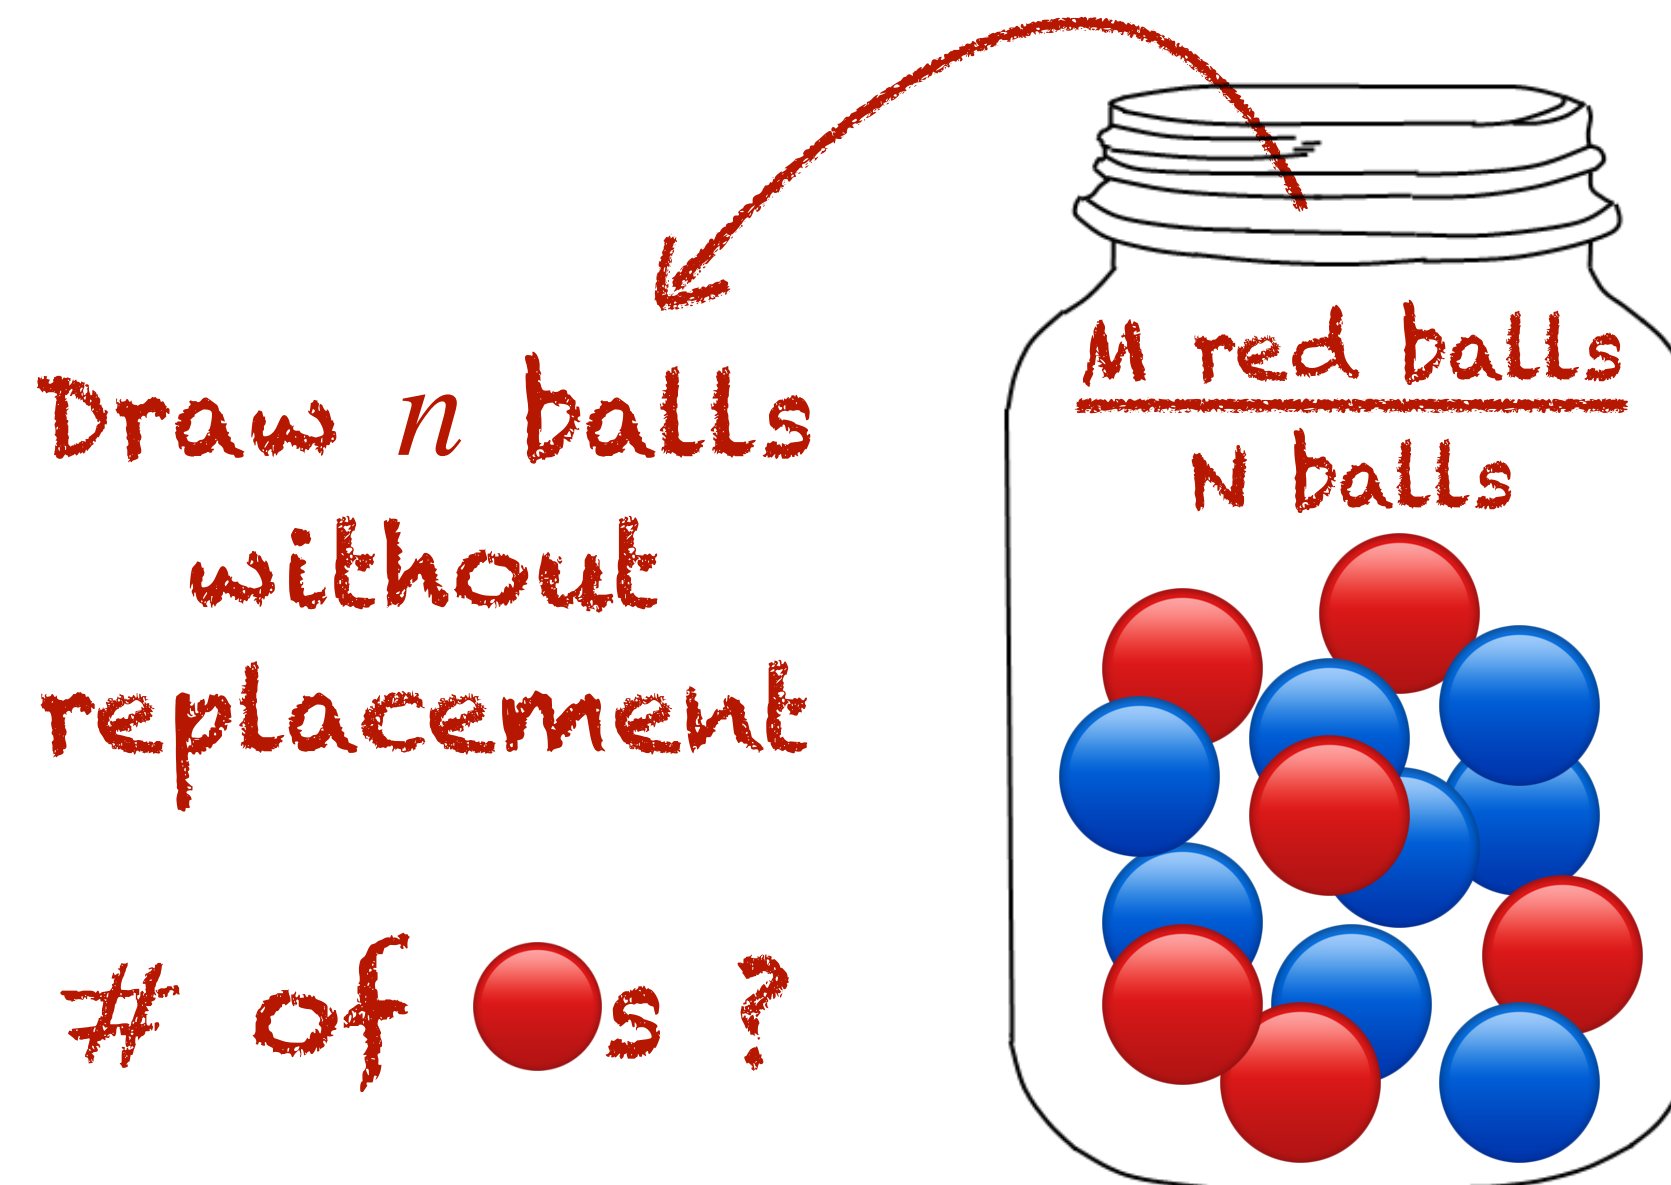 Draw n balls
without
replacement
# of s ?
M red balls
N balls